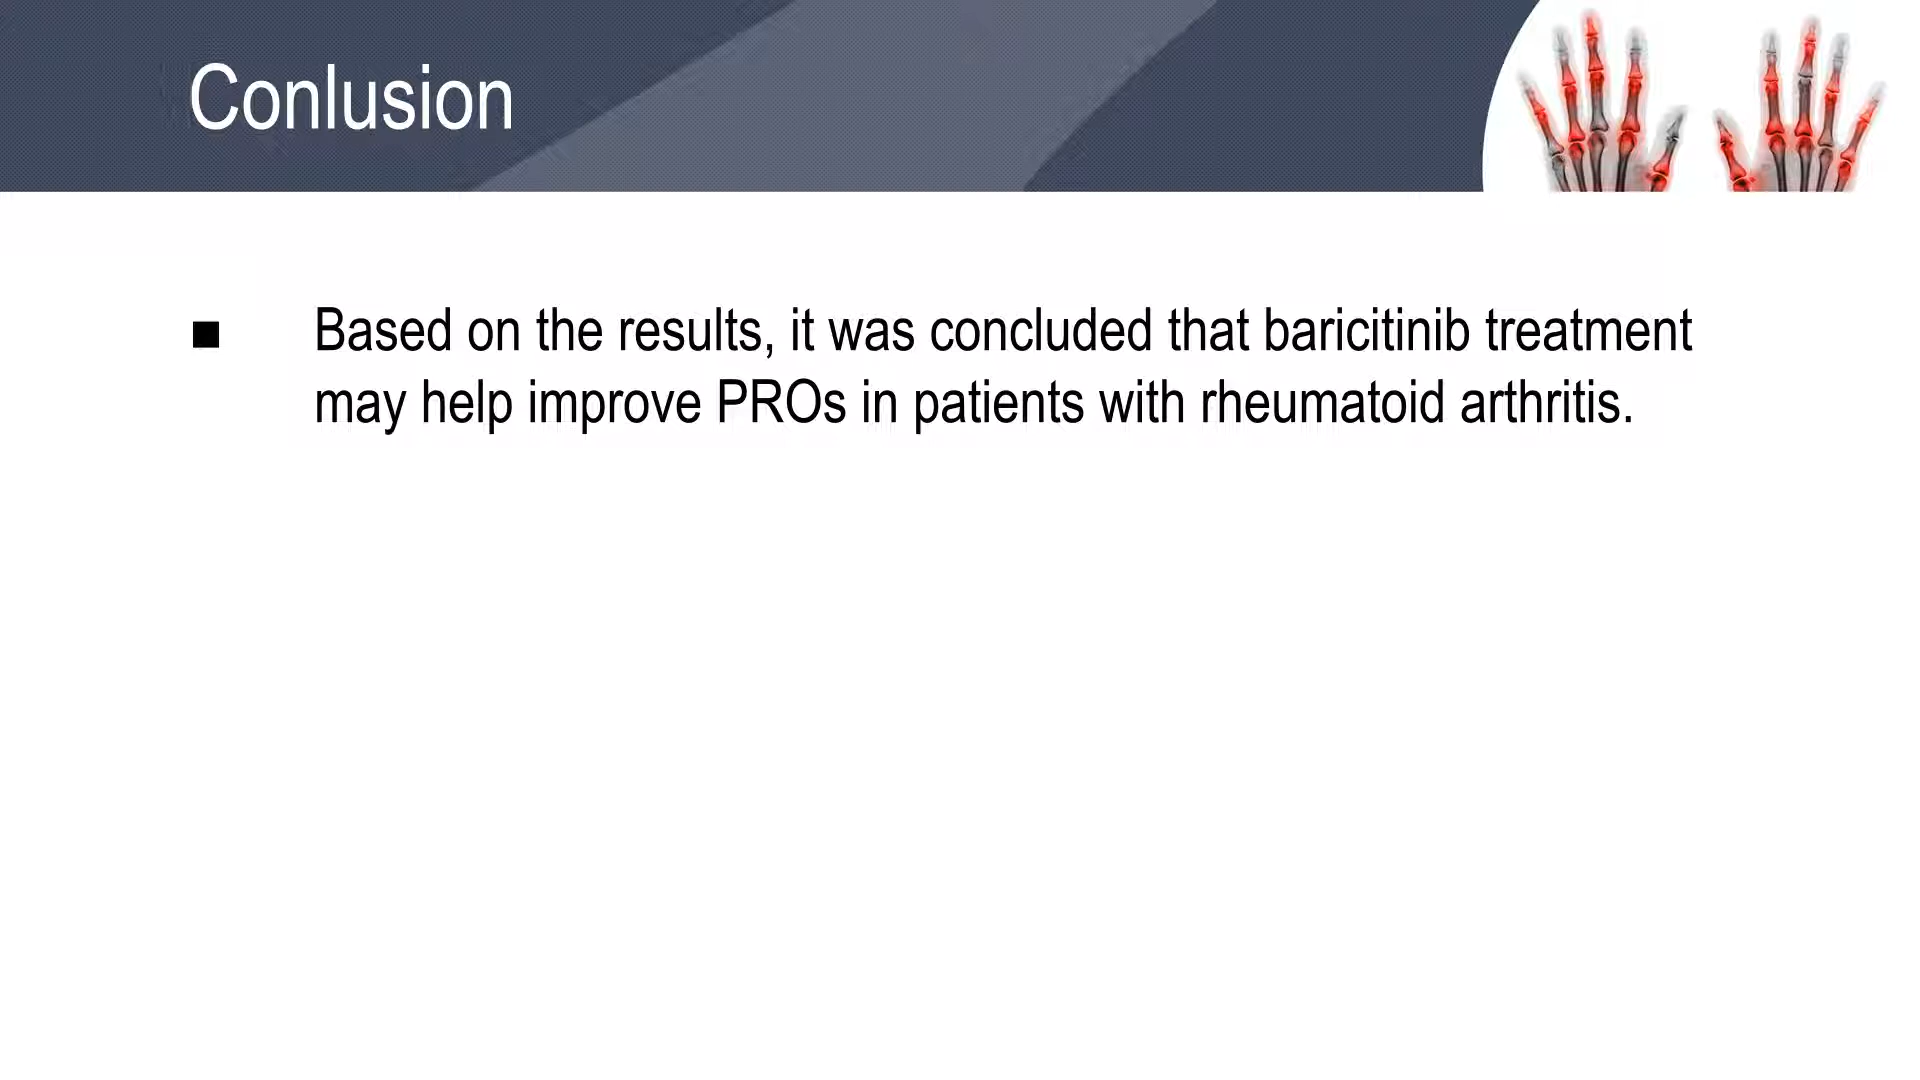 Conlusion
■ Based on the results, it was concluded that baricitinib treatment
may help improve PROs in patients with rheumatoid arthritis.